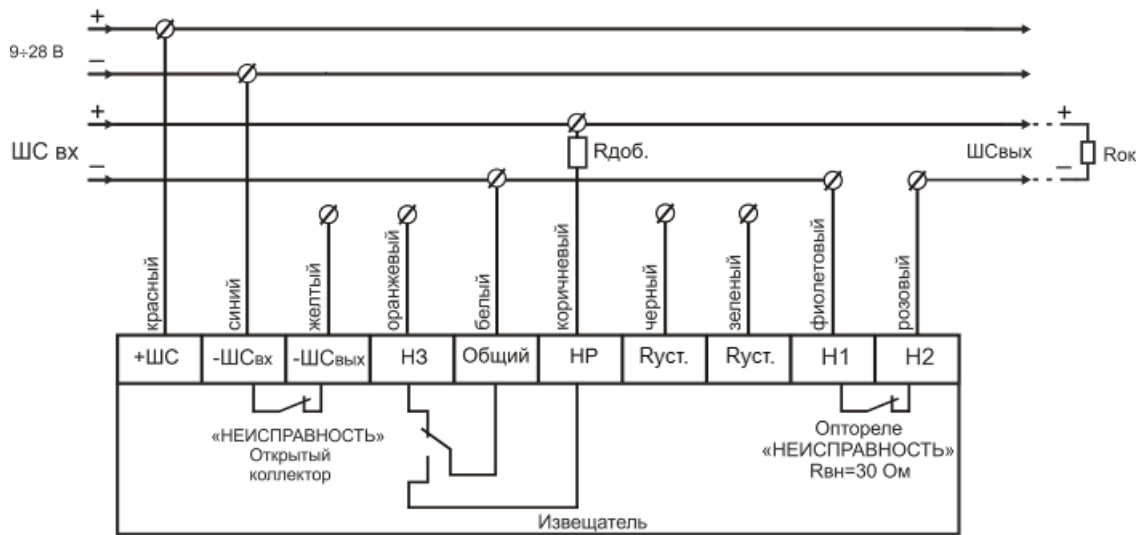 +
9÷28 В
−
+
ШС вх
−
Rдоб.
+
ШСвых
−
Rок
красный
синий
желтый
оранжевый
белый
коричневый
черный
зеленый
фиолетовый
розовый
+ШС
-ШСвх
-ШСвых
НЗ
Общий
НР
Rуст.
Rуст.
Н1
Н2
«НЕИСПРАВНОСТЬ»
Открытый
коллектор
Оптореле
«НЕИСПРАВНОСТЬ»
Rвн=30 Ом
Извещатель